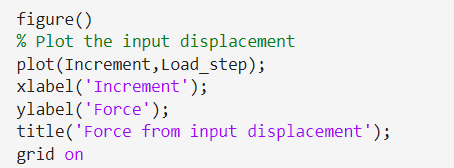 figure()
% Plot the input displacement
plot(Increment,Load_step);
xlabel('Increment');
ylabel('Force');
title('Force from input displacement');
grid on